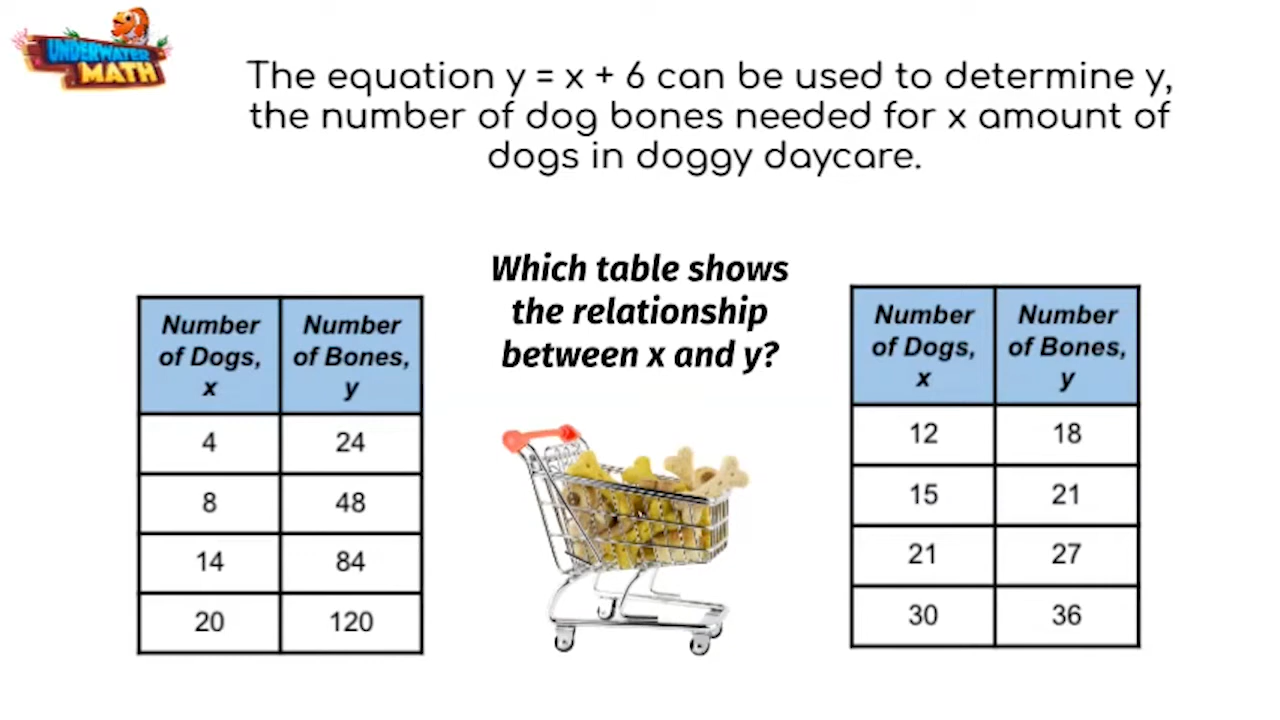 UNDERWATER
MATH
The equation y = x + 6 can be used to determine y,
the number of dog bones needed for x amount of
dogs in doggy daycare.
Which table shows
the relationship
between x and y?
Number of Dogs, x | Number of Bones, y
4 | 24
8 | 48
14 | 84
20 | 120
Number of Dogs, x | Number of Bones, y
12 | 18
15 | 21
21 | 27
30 | 36